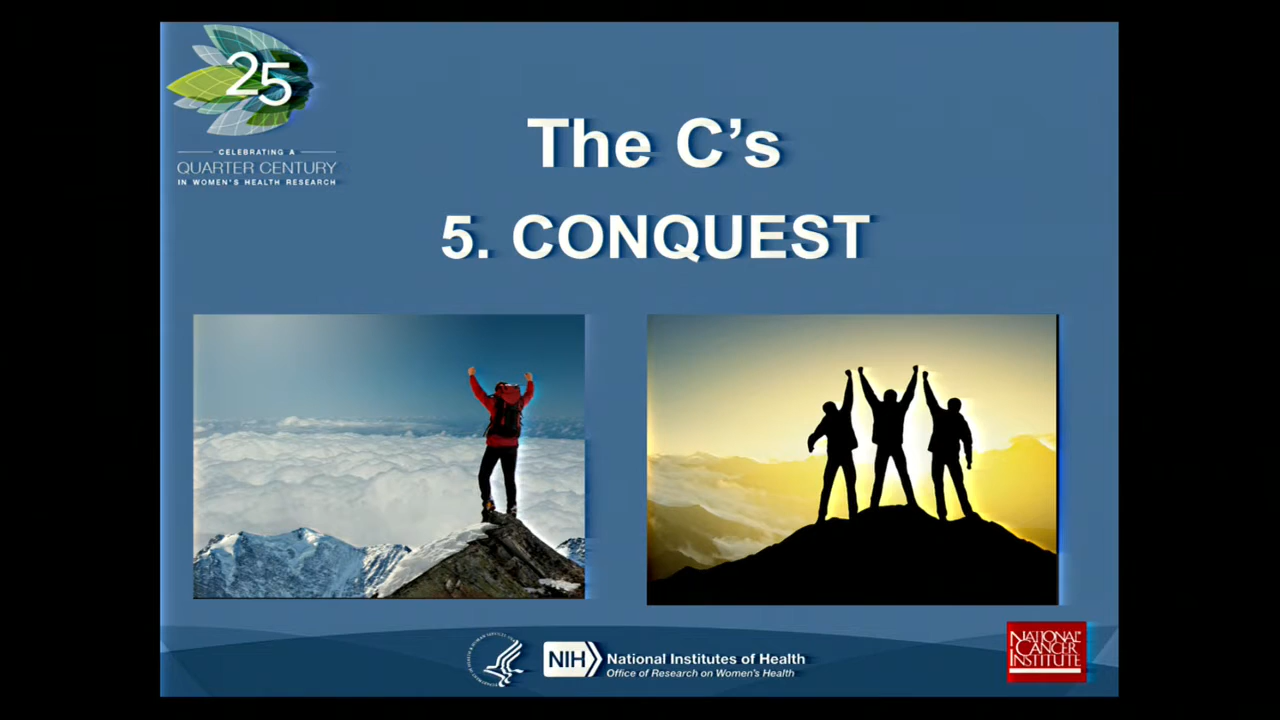 25
CELEBRATING A
QUARTER CENTURY
IN WOMEN'S HEALTH RESEARCH
The C's
5. CONQUEST
NIH
National Institutes of Health
Office of Research on Women's Health
NATIONAL
CANCER
INSTITUTE